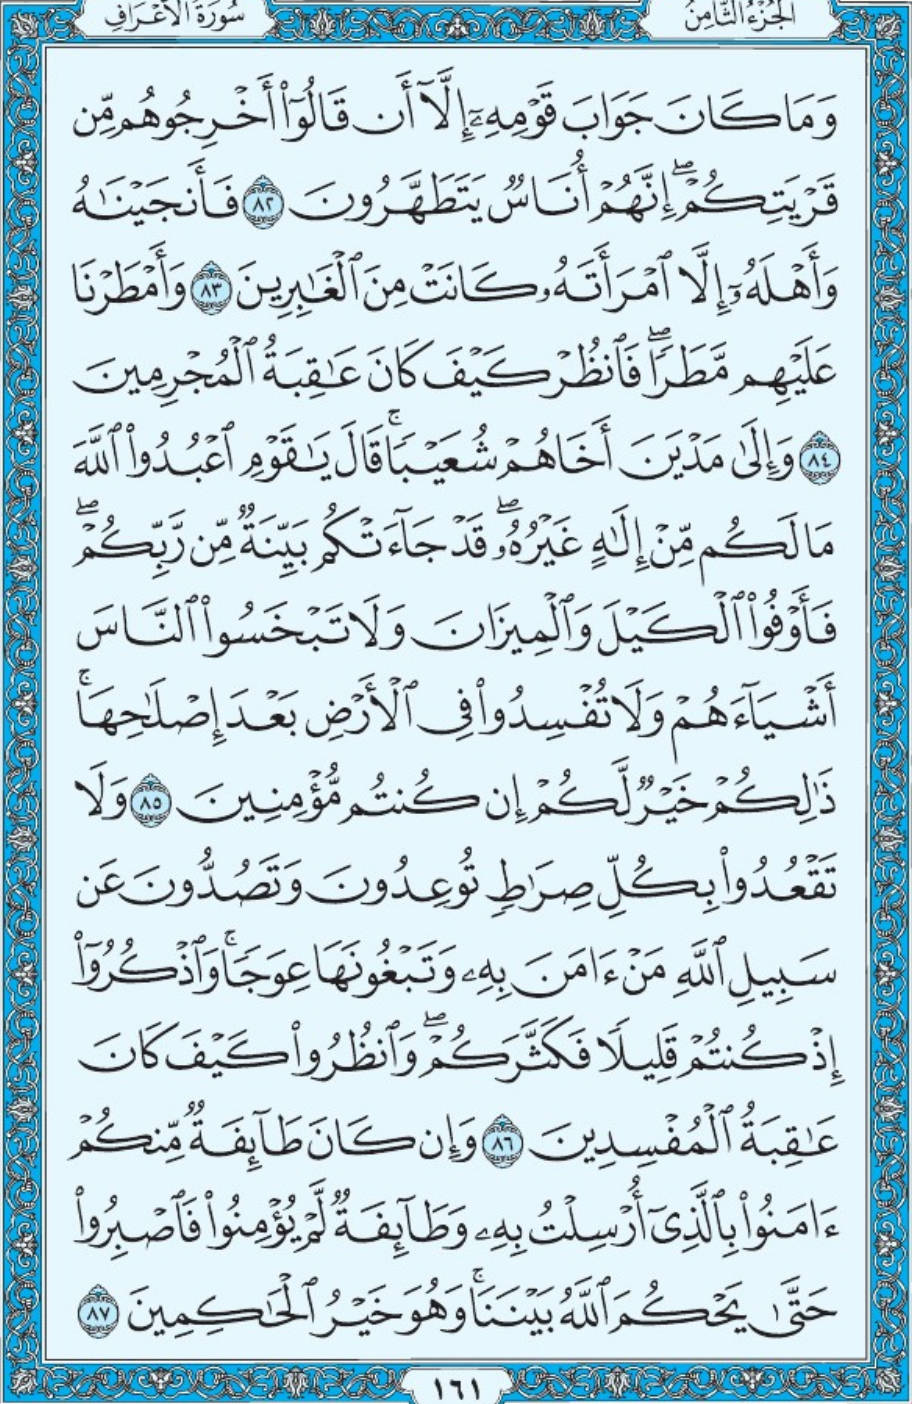 الجُزْءُ الثَّامِنُ
سُورَةُ الأَعْرَافِ
وَمَا كَانَ جَوَابَ قَوْمِهِۦٓ إِلَّآ أَن قَالُوٓا۟ أَخْرِجُوهُم مِّن
قَرْيَتِكُمْ ۖ إِنَّهُمْ أُنَاسٌ يَتَطَهَّرُونَ ٨٢ فَأَنجَيْنَـٰهُ
وَأَهْلَهُۥٓ إِلَّا ٱمْرَأَتَهُۥ كَانَتْ مِنَ ٱلْغَـٰبِرِينَ ٨٣ وَأَمْطَرْنَا
عَلَيْهِم مَّطَرًا ۖ فَٱنظُرْ كَيْفَ كَانَ عَـٰقِبَةُ ٱلْمُجْرِمِينَ
٨٤ وَإِلَىٰ مَدْيَنَ أَخَاهُمْ شُعَيْبًا ۚ قَالَ يَـٰقَوْمِ ٱعْبُدُوا۟ ٱللَّهَ
مَا لَكُم مِّنْ إِلَـٰهٍ غَيْرُهُۥ ۖ قَدْ جَآءَتْكُم بَيِّنَةٌ مِّن رَّبِّكُمْ ۖ
فَأَوْفُوا۟ ٱلْكَيْلَ وَٱلْمِيزَانَ وَلَا تَبْخَسُوا۟ ٱلنَّاسَ
أَشْيَآءَهُمْ وَلَا تُفْسِدُوا۟ فِى ٱلْأَرْضِ بَعْدَ إِصْلَـٰحِهَا ۚ
ذَٰلِكُمْ خَيْرٌ لَّكُمْ إِن كُنتُم مُّؤْمِنِينَ ٨٥ وَلَا
تَقْعُدُوا۟ بِكُلِّ صِرَٰطٍ تُوعِدُونَ وَتَصُدُّونَ عَن
سَبِيلِ ٱللَّهِ مَنْ ءَامَنَ بِهِۦ وَتَبْغُونَهَا عِوَجًا ۚ وَٱذْكُرُوٓا۟
إِذْ كُنتُمْ قَلِيلًا فَكَثَّرَكُمْ ۖ وَٱنظُرُوا۟ كَيْفَ كَانَ
عَـٰقِبَةُ ٱلْمُفْسِدِينَ ٨٦ وَإِن كَانَ طَآئِفَةٌ مِّنكُمْ
ءَامَنُوا۟ بِٱلَّذِىٓ أُرْسِلْتُ بِهِۦ وَطَآئِفَةٌ لَّمْ يُؤْمِنُوا۟ فَٱصْبِرُوا۟
حَتَّىٰ يَحْكُمَ ٱللَّهُ بَيْنَنَا ۚ وَهُوَ خَيْرُ ٱلْحَـٰكِمِينَ ٨٧
١٦١